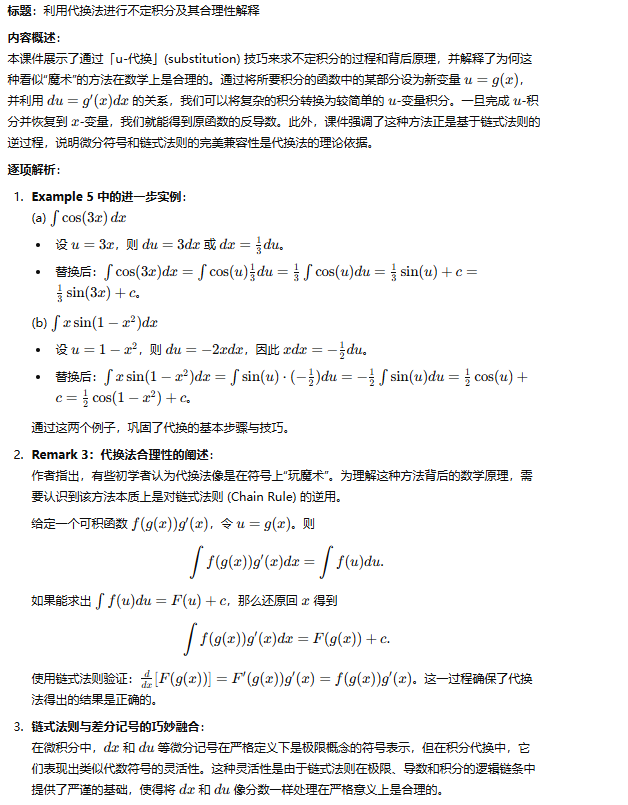 标题：利用代换法进行不定积分及其合理性解释
内容概述：
本课件展示了通过「u-代换」(substitution) 技巧来求不定积分的过程和背后原理，并解释了为何这
种看似“魔术”的方法在数学上是合理的。通过将所要积分的函数中的某部分设为新变量 u = g(x)，
并利用 du = g′(x)dx 的关系，我们可以将复杂的积分转换为较简单的 u-变量积分。一旦完成 u-积
分并恢复到 x-变量，我们就能得到原函数的反导数。此外，课件强调了这种方法正是基于链式法则的
逆过程，说明微分符号和链式法则的完美兼容性是代换法的理论依据。
逐项解析：
1. Example 5 中的进一步实例：
(a) ∫ cos(3x) dx
• 设 u = 3x，则 du = 3dx 或 dx = 1/3 du。
• 替换后：∫ cos(3x)dx = ∫ cos(u) 1/3 du = 1/3 ∫ cos(u)du = 1/3 sin(u) + c =
1/3 sin(3x) + c。
(b) ∫ x sin(1 − x²)dx
• 设 u = 1 − x²，则 du = −2xdx，因此 xdx = −1/2 du。
• 替换后：∫ x sin(1 − x²)dx = ∫ sin(u) · (−1/2)du = −1/2 ∫ sin(u)du = 1/2 cos(u) +
c = 1/2 cos(1 − x²) + c。
通过这两个例子，巩固了代换的基本步骤与技巧。
2. Remark 3：代换法合理性的阐述：
作者指出，有些初学者认为代换法像是在符号上“玩魔术”。为理解这种方法背后的数学原理，需
要认识到该方法本质上是对链式法则 (Chain Rule) 的逆用。
给定一个可积函数 f(g(x))g′(x)，令 u = g(x)。则
∫ f(g(x))g′(x)dx = ∫ f(u)du.
如果能求出 ∫ f(u)du = F(u) + c，那么还原回 x 得到
∫ f(g(x))g′(x)dx = F(g(x)) + c.
使用链式法则验证：d/dx [F(g(x))] = F′(g(x))g′(x) = f(g(x))g′(x)。这一过程确保了代换
法得出的结果是正确的。
3. 链式法则与差分记号的巧妙融合：
在微积分中，dx 和 du 等微分记号在严格定义下是极限概念的符号表示，但在积分代换中，它
们表现出类似代数符号的灵活性。这种灵活性是由于链式法则在极限、导数和积分的逻辑链条中
提供了严谨的基础，使得将 dx 和 du 像分数一样处理在严格意义上是合理的。